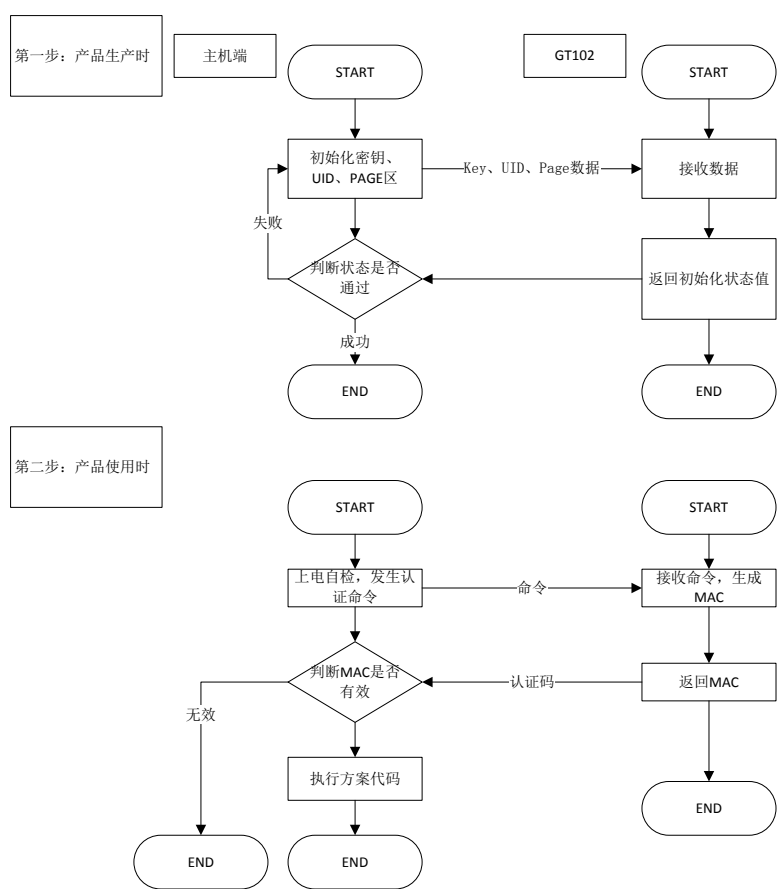 第一步：产品生产时
主机端
GT102
START
START
初始化密钥、
UID、PAGE区
Key、UID、Page数据
接收数据
失败
判断状态是否
通过
返回初始化状态值
成功
END
END
第二步：产品使用时
START
START
上电自检，发生认
证命令
命令
接收命令，生成
MAC
判断MAC是否
有效
认证码
返回MAC
无效
执行方案代码
END
END
END